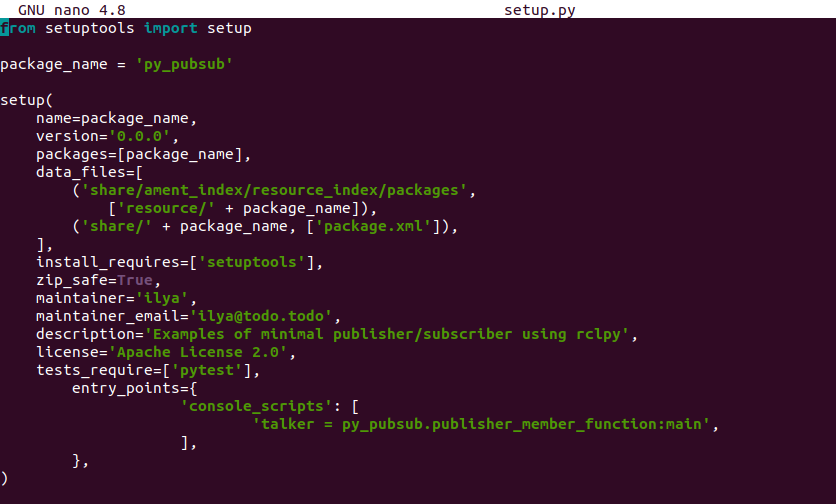 GNU nano 4.8 setup.py
from setuptools import setup

package_name = 'py_pubsub'

setup(
    name=package_name,
    version='0.0.0',
    packages=[package_name],
    data_files=[
        ('share/ament_index/resource_index/packages',
            ['resource/' + package_name]),
        ('share/' + package_name, ['package.xml']),
    ],
    install_requires=['setuptools'],
    zip_safe=True,
    maintainer='ilya',
    maintainer_email='ilya@todo.todo',
    description='Examples of minimal publisher/subscriber using rclpy',
    license='Apache License 2.0',
    tests_require=['pytest'],
        entry_points={
                    'console_scripts': [
                            'talker = py_pubsub.publisher_member_function:main',
                    ],
        },
)